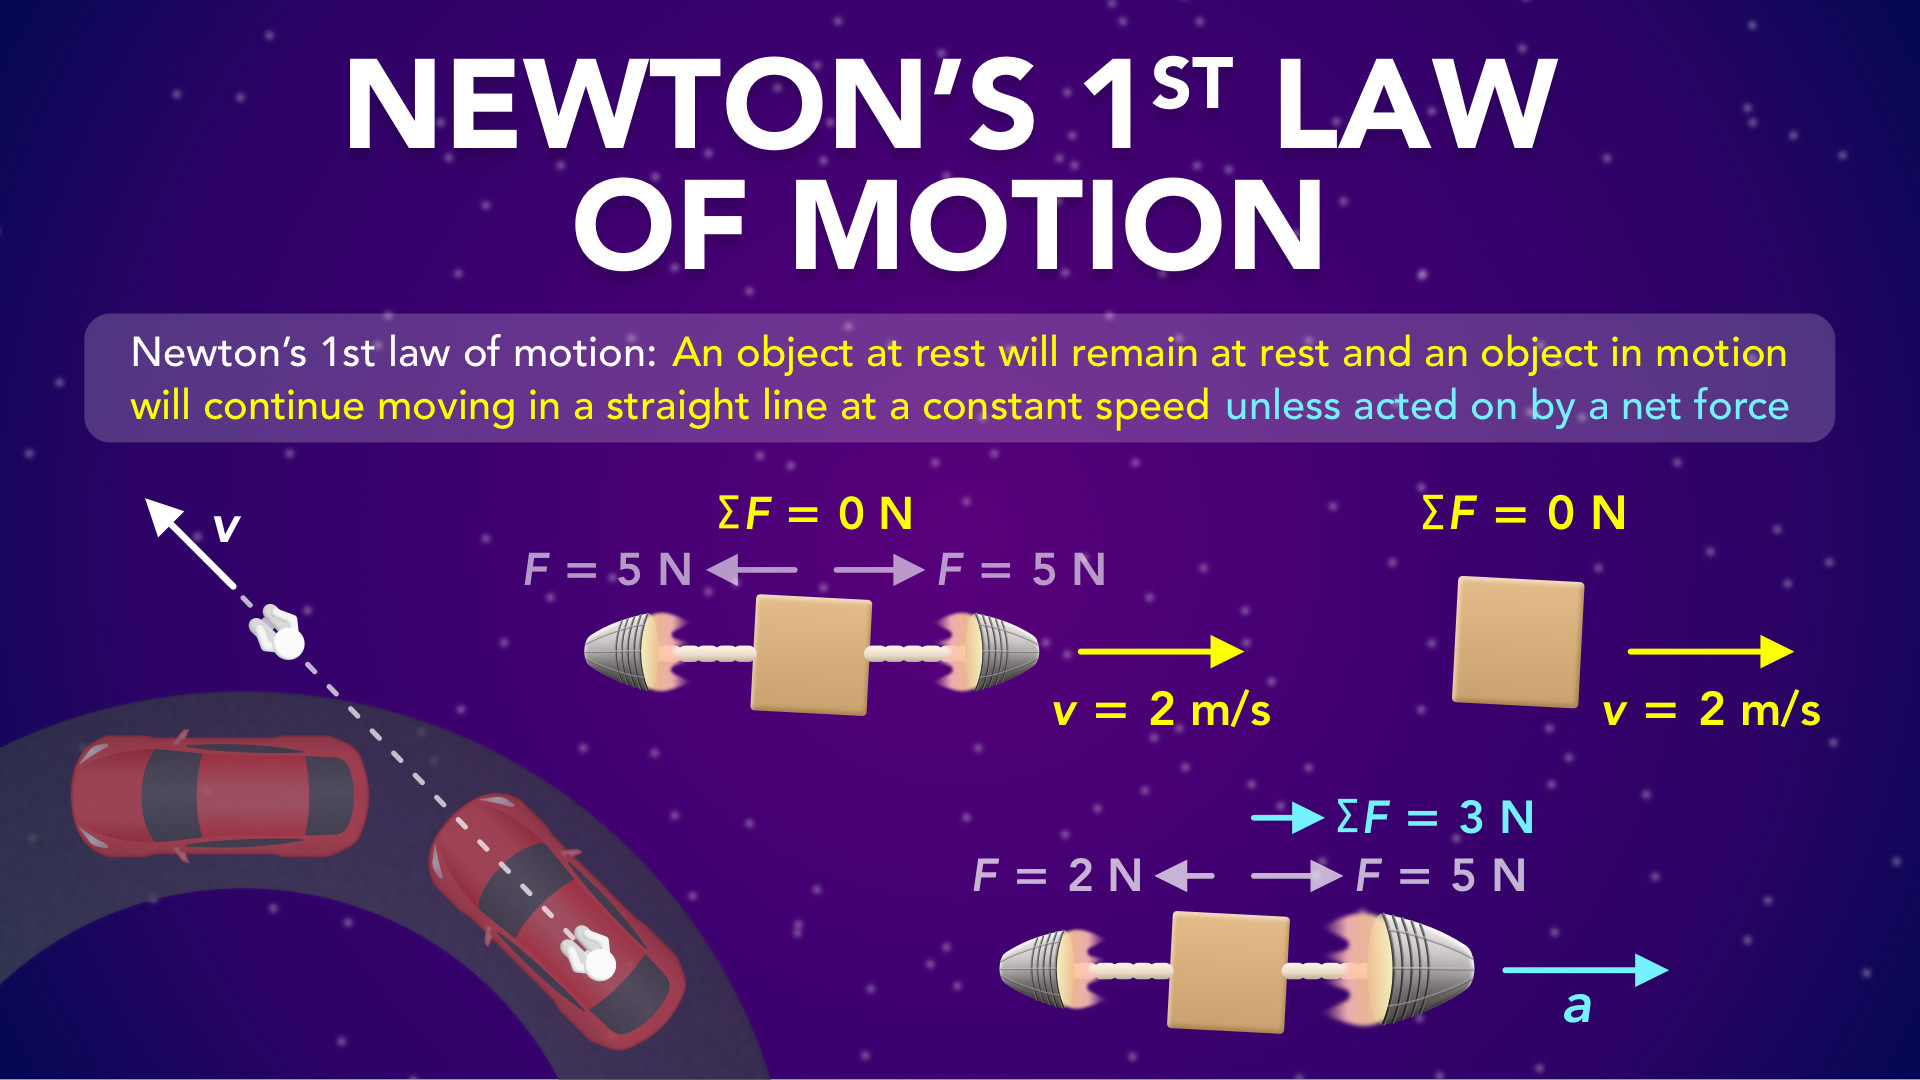 NEWTON’S 1ST LAW
OF MOTION
Newton’s 1st law of motion: An object at rest will remain at rest and an object in motion
will continue moving in a straight line at a constant speed unless acted on by a net force
v
ΣF = 0 N
F = 5 N
F = 5 N
v = 2 m/s
ΣF = 0 N
v = 2 m/s
ΣF = 3 N
F = 2 N
F = 5 N
a